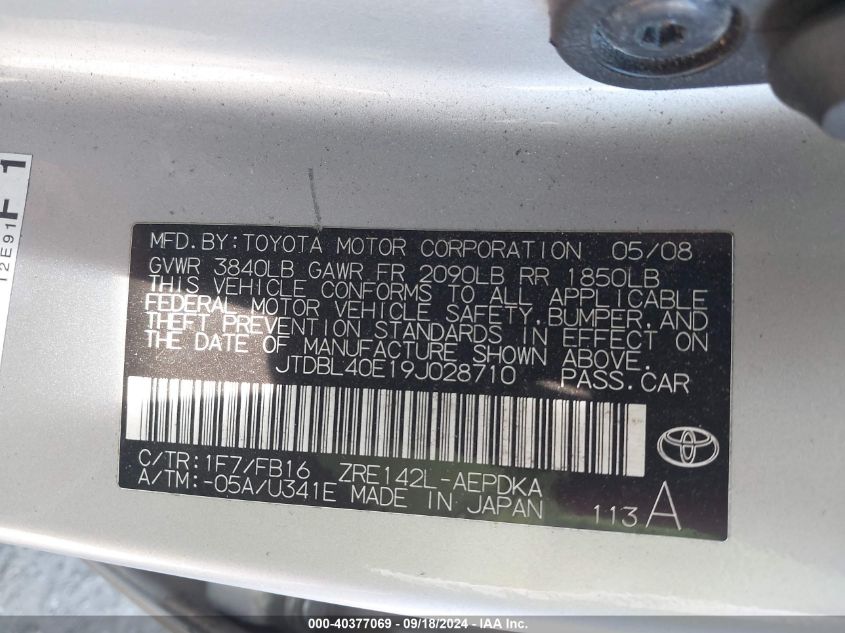 F 1
12E91
MFD.BY:TOYOTA MOTOR CORPORATION 05/08
GVWR 3840LB GAWR FR 2090LB RR 1850LB
THIS VEHICLE CONFORMS TO ALL APPLICABLE
FEDERAL MOTOR VEHICLE SAFETY,BUMPER,AND
THEFT PREVENTION STANDARDS IN EFFECT ON
THE DATE OF MANUFACTURE SHOWN ABOVE.
JTDBL40E19J028710 PASS.CAR
C/TR:1F7/FB16 ZRE142L-AEPDKA
A/TM:-05A/U341E MADE IN JAPAN 113 A
000-40377069 - 09/18/2024 - IAA Inc.